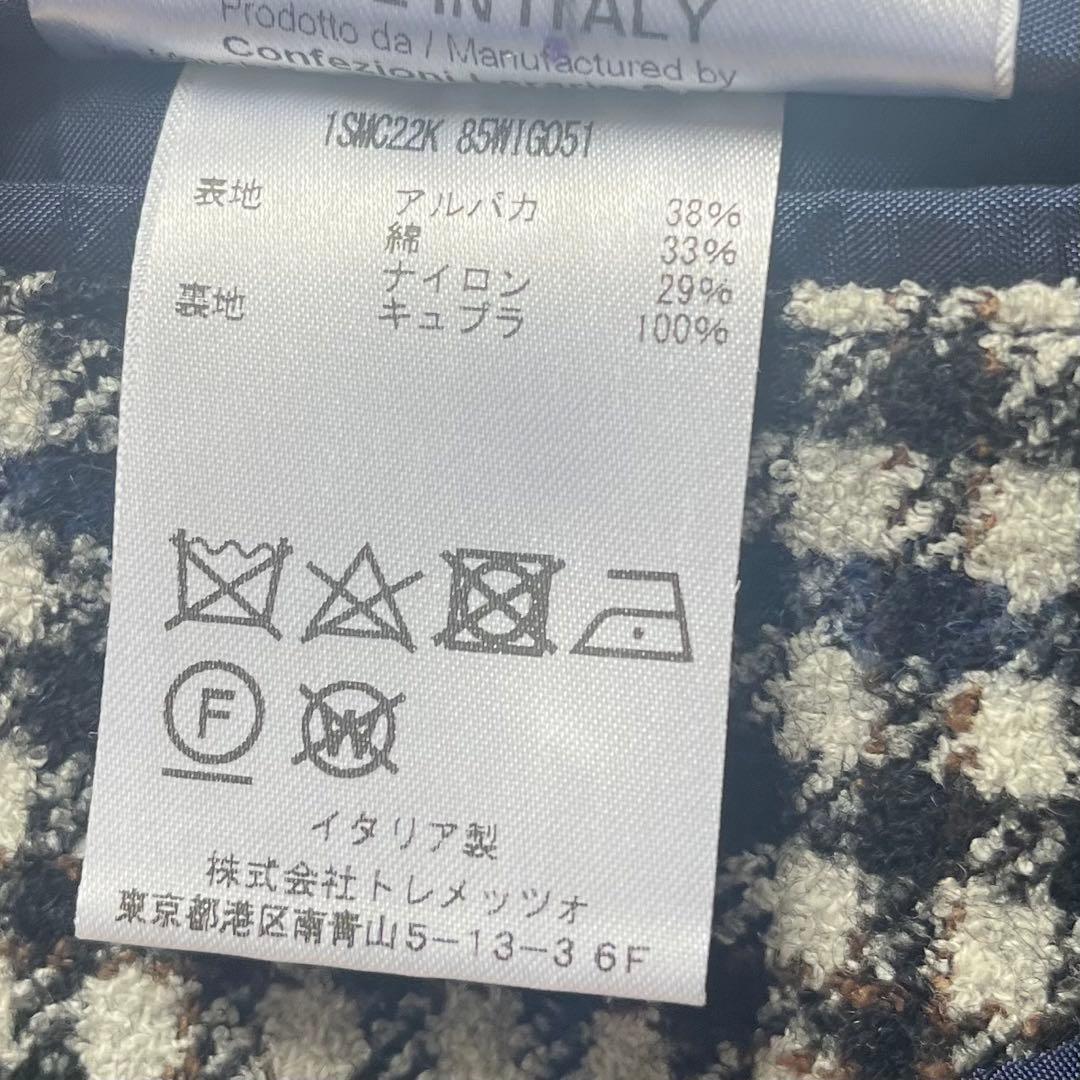 IN ITALY
Prodotto da / Manufactured by
Confezioni
1SMC22K 85WIG051
表地 アルパカ 38%
綿 33%
ナイロン 29%
裏地 キュプラ 100%
F
W
イタリア製
株式会社トレメッツォ
東京都港区南青山5-13-3 6F